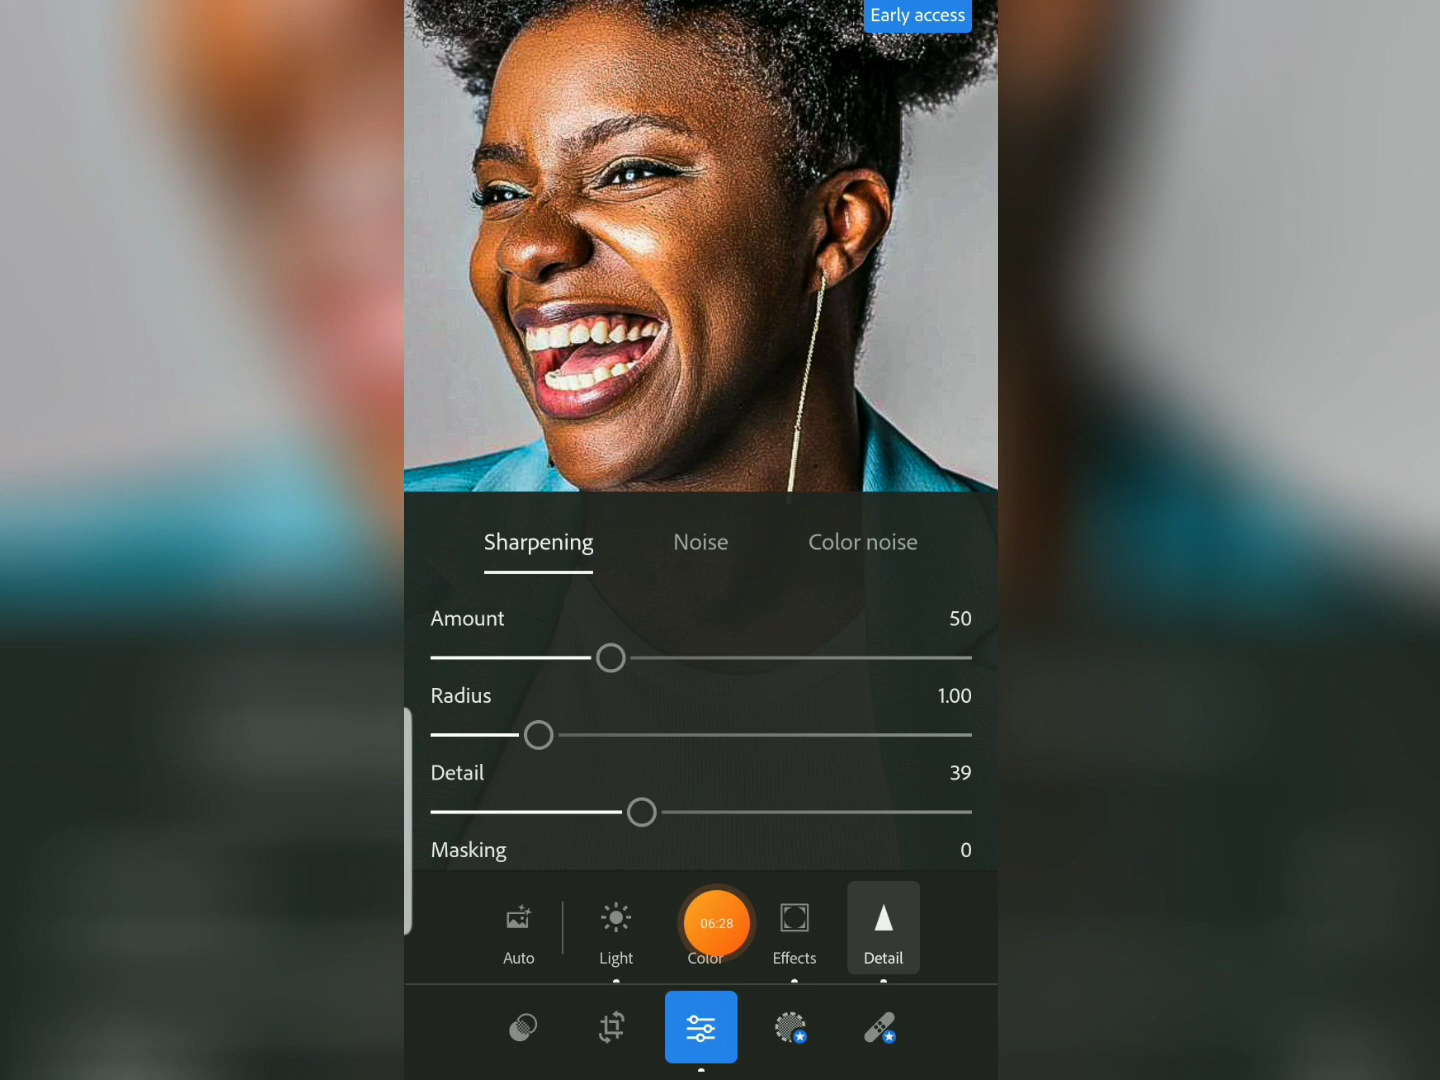 Early access
Sharpening Noise Color noise
Amount 50
Radius 1.00
Detail 39
Masking 0
06:28
Auto Light Color Effects Detail